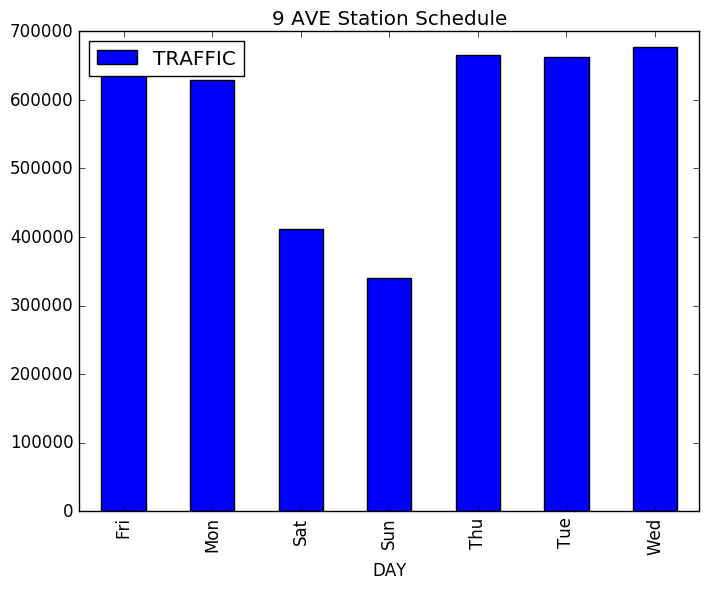 9 AVE Station Schedule
TRAFFIC
700000
600000
500000
400000
300000
200000
100000
0
Fri
Mon
Sat
Sun
Thu
Tue
Wed
DAY